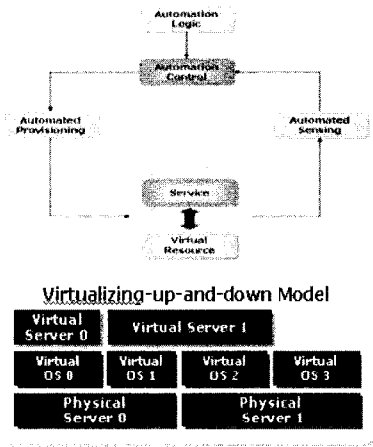 Automation
Logic
Automation
Control
Automated
Provisioning
Automated
Sensing
Service
Virtual
Resource
Virtualizing-up-and-down Model
Virtual
Server 0
Virtual Server 1
Virtual
OS 0
Virtual
OS 1
Virtual
OS 2
Virtual
OS 3
Physical
Server 0
Physical
Server 1